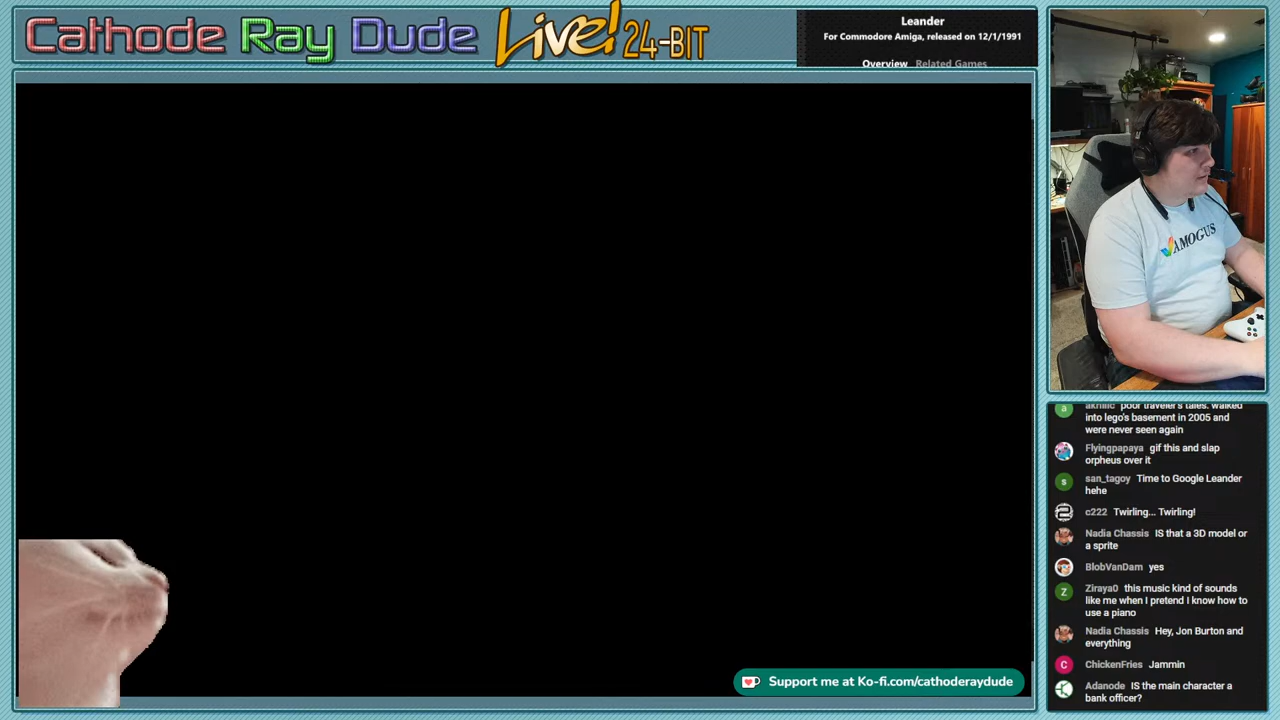 Cathode Ray Dude Live! 24-BIT
Leander
For Commodore Amiga, released on 12/1/1991
Overview Related Games
AMOGUS
akriliic poor traveler's tales. walked
into lego's basement in 2005 and
were never seen again
Flyingpapaya gif this and slap
orpheus over it
san_tagoy Time to Google Leander
hehe
c222 Twirling... Twirling!
Nadia Chassis IS that a 3D model or
a sprite
BlobVanDam yes
Ziraya0 this music kind of sounds
like me when I pretend I know how to
use a piano
Nadia Chassis Hey, Jon Burton and
everything
ChickenFries Jammin
Adanode IS the main character a
bank officer?
Support me at Ko-fi.com/cathoderaydude